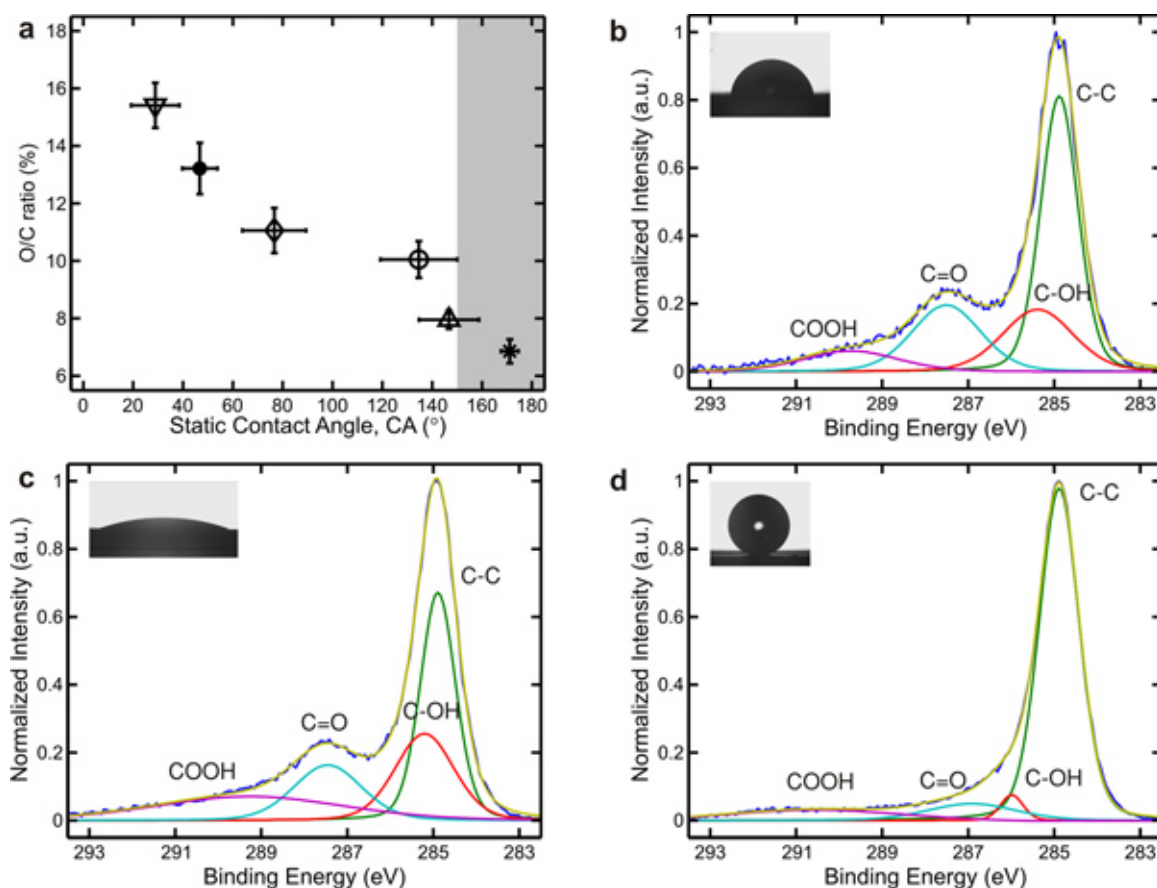 a
O/C ratio (%)
18
16
14
12
10
8
6
0 20 40 60 80 100 120 140 160 180
Static Contact Angle, CA (°)
b
Normalized Intensity (a.u.)
1
0.8
0.6
0.4
0.2
0
C-C
C=O
C-OH
COOH
293 291 289 287 285 283
Binding Energy (eV)
c
Normalized Intensity (a.u.)
1
0.8
0.6
0.4
0.2
0
C-C
C-OH
C=O
COOH
293 291 289 287 285 283
Binding Energy (eV)
d
Normalized Intensity (a.u.)
1
0.8
0.6
0.4
0.2
0
C-C
COOH
C=O
C-OH
293 291 289 287 285 283
Binding Energy (eV)